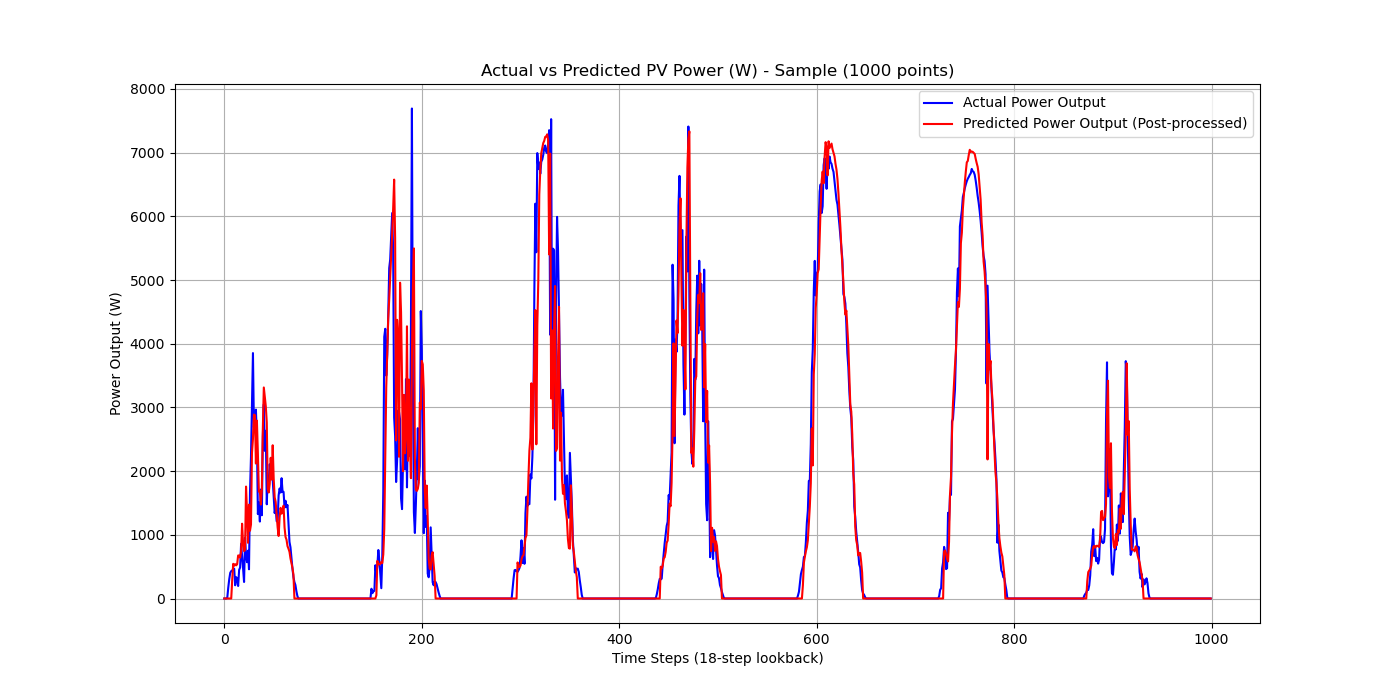 Actual vs Predicted PV Power (W) - Sample (1000 points)
Actual Power Output
Predicted Power Output (Post-processed)
Power Output (W)
8000
7000
6000
5000
4000
3000
2000
1000
0
0 200 400 600 800 1000
Time Steps (18-step lookback)